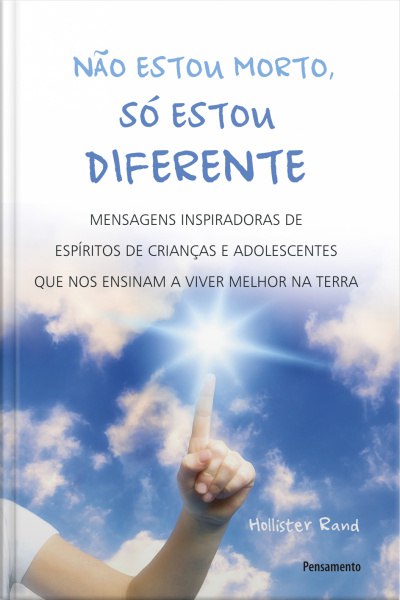 NÃO ESTOU MORTO,
SÓ ESTOU
DIFERENTE
MENSAGENS INSPIRADORAS DE
ESPÍRITOS DE CRIANÇAS E ADOLESCENTES
QUE NOS ENSINAM A VIVER MELHOR NA TERRA
Hollister Rand
Pensamento